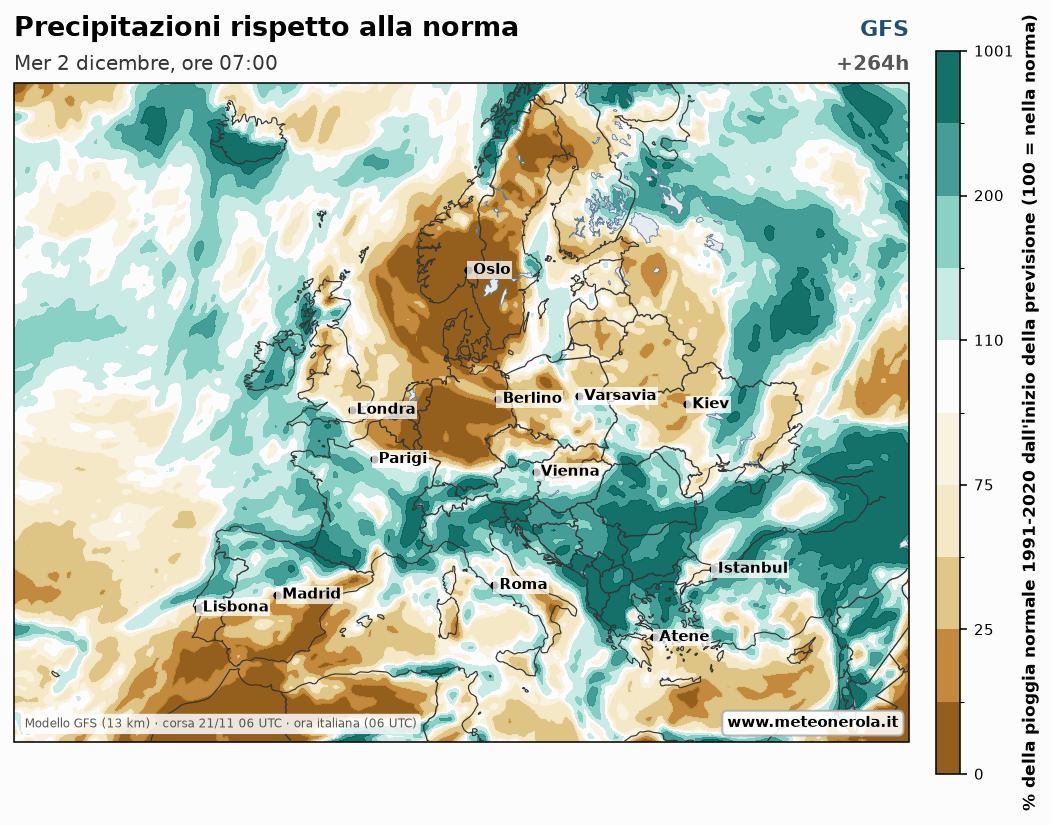 Precipitazioni rispetto alla norma
GFS
Mer 2 dicembre, ore 07:00
+264h
Oslo
Berlino
Varsavia
Kiev
Londra
Parigi
Vienna
Istanbul
Roma
Madrid
Lisbona
Atene
Modello GFS (13 km) · corsa 21/11 06 UTC · ora italiana (06 UTC)
www.meteonerola.it
1001
200
110
75
25
0
% della pioggia normale 1991-2020 dall'inizio della previsione (100 = nella norma)